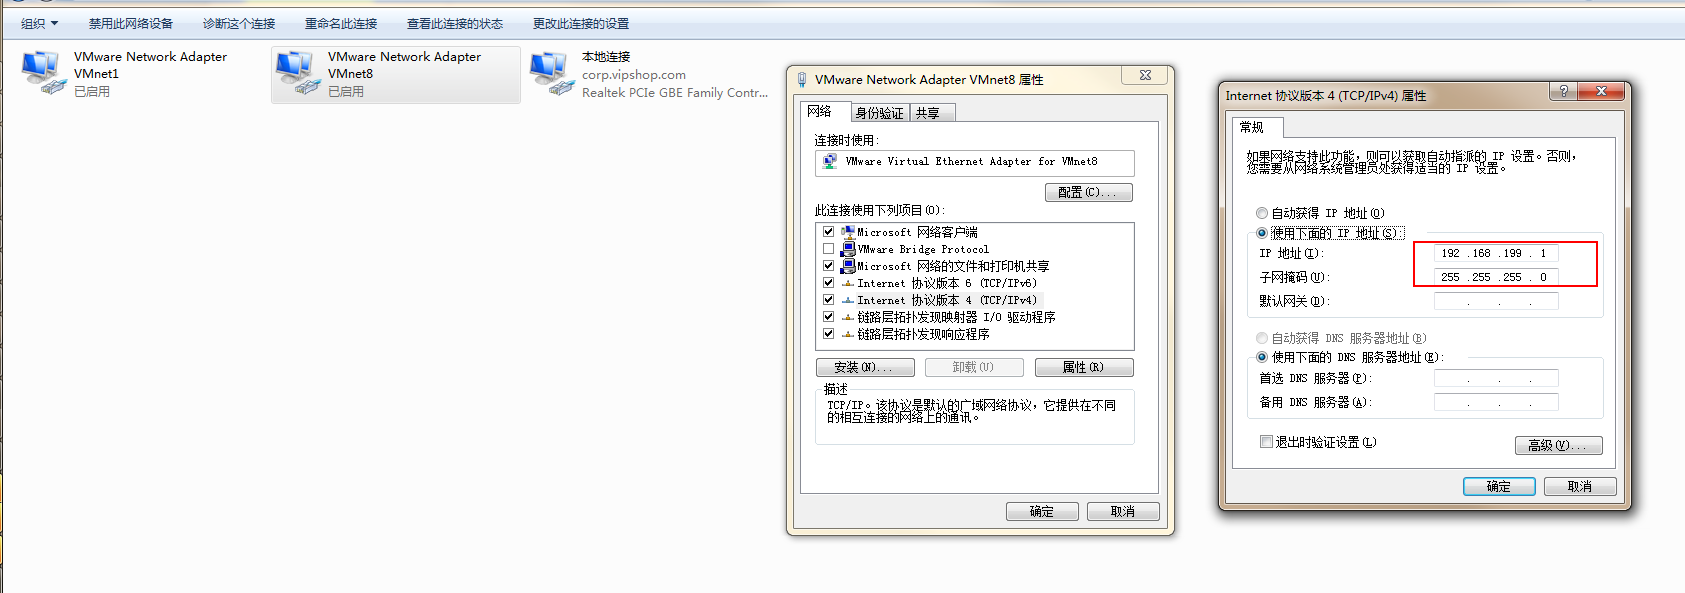 组织 禁用此网络设备 诊断这个连接 重命名此连接 查看此连接的状态 更改此连接的设置
VMware Network Adapter
VMnet1
已启用
VMware Network Adapter
VMnet8
已启用
本地连接
corp.vipshop.com
Realtek PCIe GBE Family Contr...
VMware Network Adapter VMnet8 属性
网络 身份验证 共享
连接时使用:
VMware Virtual Ethernet Adapter for VMnet8
配置(C)...
此连接使用下列项目(O):
Microsoft 网络客户端
VMware Bridge Protocol
Microsoft 网络的文件和打印机共享
Internet 协议版本 6 (TCP/IPv6)
Internet 协议版本 4 (TCP/IPv4)
链路层拓扑发现映射器 I/O 驱动程序
链路层拓扑发现响应程序
安装(N)... 卸载(U) 属性(R)
描述
TCP/IP。该协议是默认的广域网络协议，它提供在不同
的相互连接的网络上的通讯。
确定 取消
Internet 协议版本 4 (TCP/IPv4) 属性
常规
如果网络支持此功能，则可以获取自动指派的 IP 设置。否则，
您需要从网络系统管理员处获得适当的 IP 设置。
自动获得 IP 地址(O)
使用下面的 IP 地址(S):
IP 地址(I): 192 .168 .199 . 1
子网掩码(U): 255 .255 .255 . 0
默认网关(D): . . .
自动获得 DNS 服务器地址(B)
使用下面的 DNS 服务器地址(E):
首选 DNS 服务器(P): . . .
备用 DNS 服务器(A): . . .
退出时验证设置(L)
高级(V)...
确定 取消